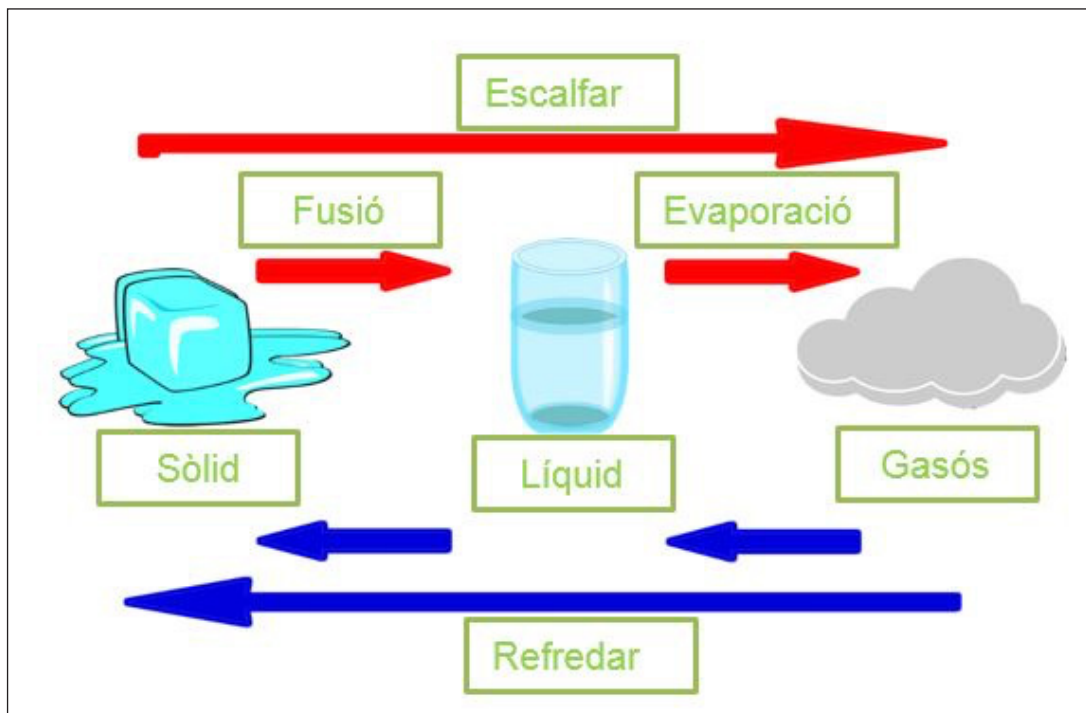 Escalfar
Fusió
Evaporació
Sòlid
Líquid
Gasós
Refredar